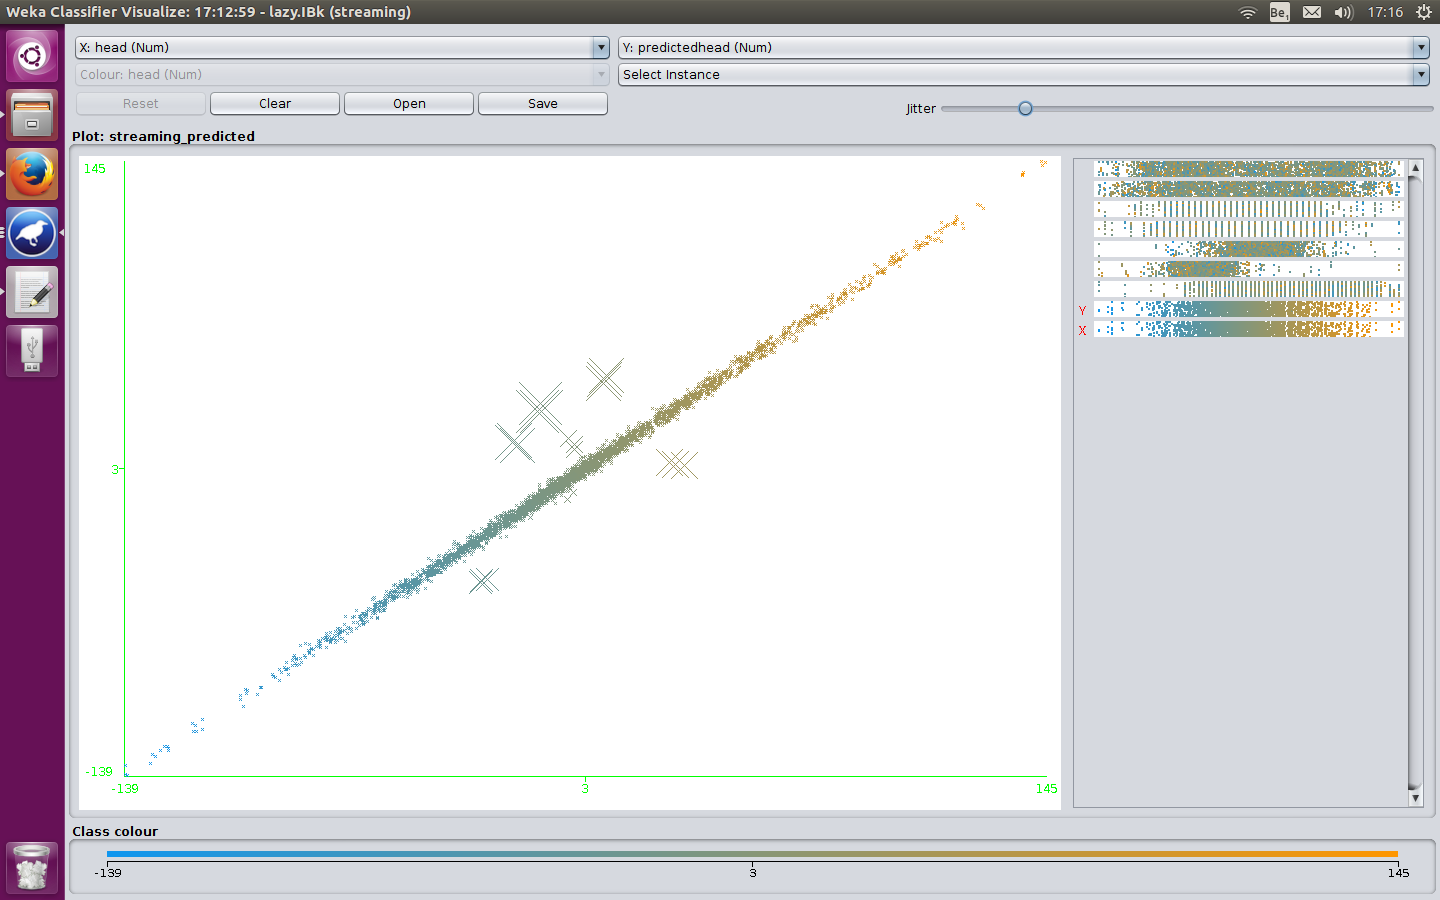 Weka Classifier Visualize: 17:12:59 - lazy.IBk (streaming)
Be1
17:16
X: head (Num)
Y: predictedhead (Num)
Colour: head (Num)
Select Instance
Reset
Clear
Open
Save
Jitter
Plot: streaming_predicted
145
3
-139
-139
3
145
Y
X
Class colour
-139
3
145